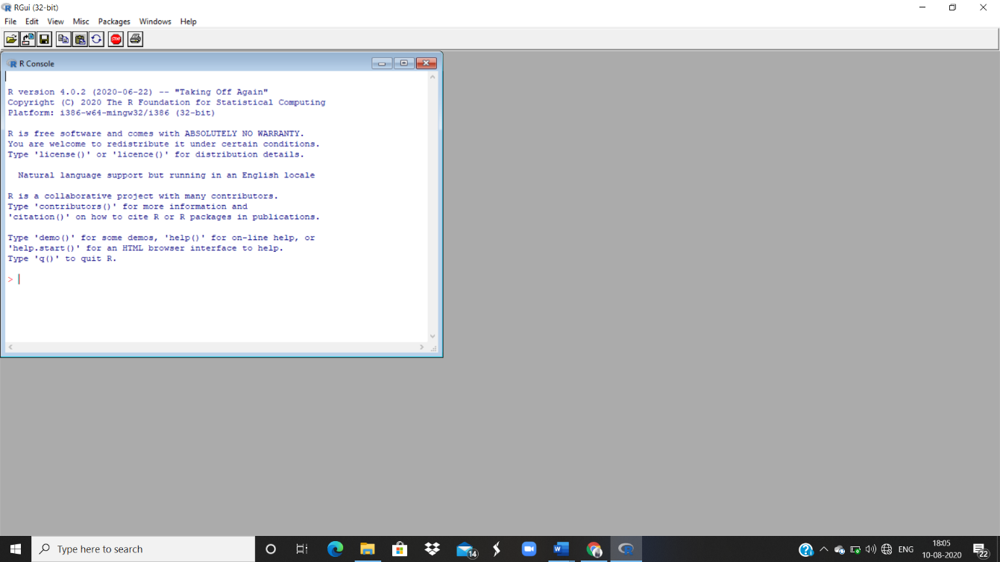 RGui (32-bit)
File Edit View Misc Packages Windows Help
STOP
R Console
R version 4.0.2 (2020-06-22) -- "Taking Off Again"
Copyright (C) 2020 The R Foundation for Statistical Computing
Platform: i386-w64-mingw32/i386 (32-bit)
R is free software and comes with ABSOLUTELY NO WARRANTY.
You are welcome to redistribute it under certain conditions.
Type 'license()' or 'licence()' for distribution details.
Natural language support but running in an English locale
R is a collaborative project with many contributors.
Type 'contributors()' for more information and
'citation()' on how to cite R or R packages in publications.
Type 'demo()' for some demos, 'help()' for on-line help, or
'help.start()' for an HTML browser interface to help.
Type 'q()' to quit R.
>
Type here to search
14
ENG
18:05
10-08-2020
22